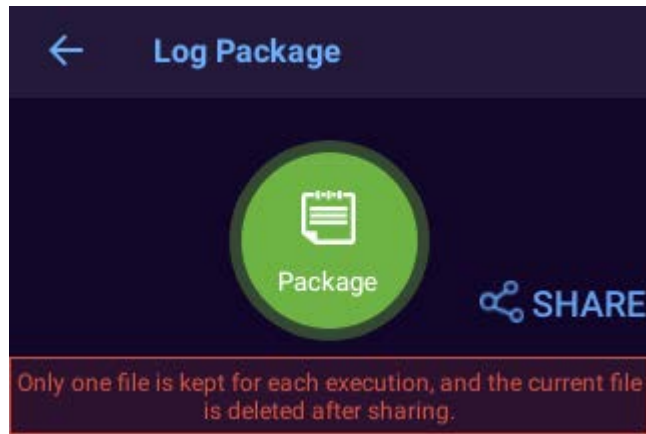 Log Package
Package
SHARE
Only one file is kept for each execution, and the current file
is deleted after sharing.